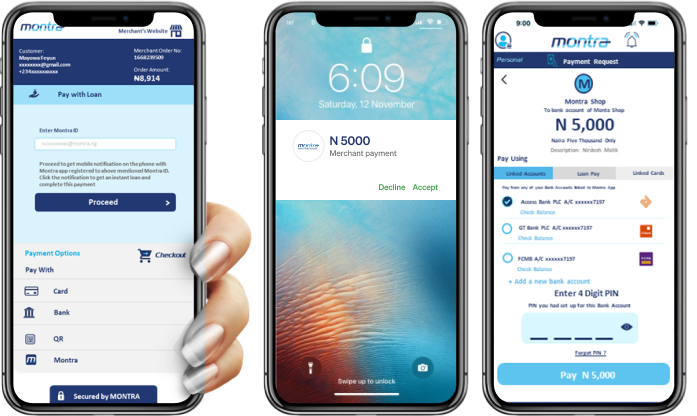 montra
Merchant's Website
Customer:
Mayowa Foyun
xxxxxxxx@gmail.com
+234xxxxxxxxxx
Merchant Order No:
1668239509
Order Amount:
₦8,914
Pay with Loan
Enter Montra ID
xxxxxxxxxx@montra.ng
Proceed to get mobile notification on the phone with
Montra app registered to above mentioned Montra ID.
Click the notification to get an instant loan and
complete this payment
Proceed >
Payment Options
Checkout
Pay With
Card
Bank
QR
m Montra
Secured by MONTRA
6:09
Saturday, 12 November
montra
N 5000
Merchant payment
Decline Accept
Swipe up to unlock
9:00
montra
Personal
Payment Request
M
Montra Shop
To bank account of Montra Shop
N 5,000
Naira Five Thousand Only
Description: Nirdesh Malik
Pay Using
Linked Accounts
Loan Pay
Linked Cards
Pay from any of your Bank Accounts linked to Montra App
Access Bank PLC A/C xxxxxx7197
Check Balance
GT Bank PLC A/C xxxxxx7197
Check Balance
FCMB A/C xxxxxx7197
Check Balance
+ Add a new bank account
Enter 4 Digit PIN
PIN you had set up for this Bank Account
Forgot PIN ?
Pay N 5,000